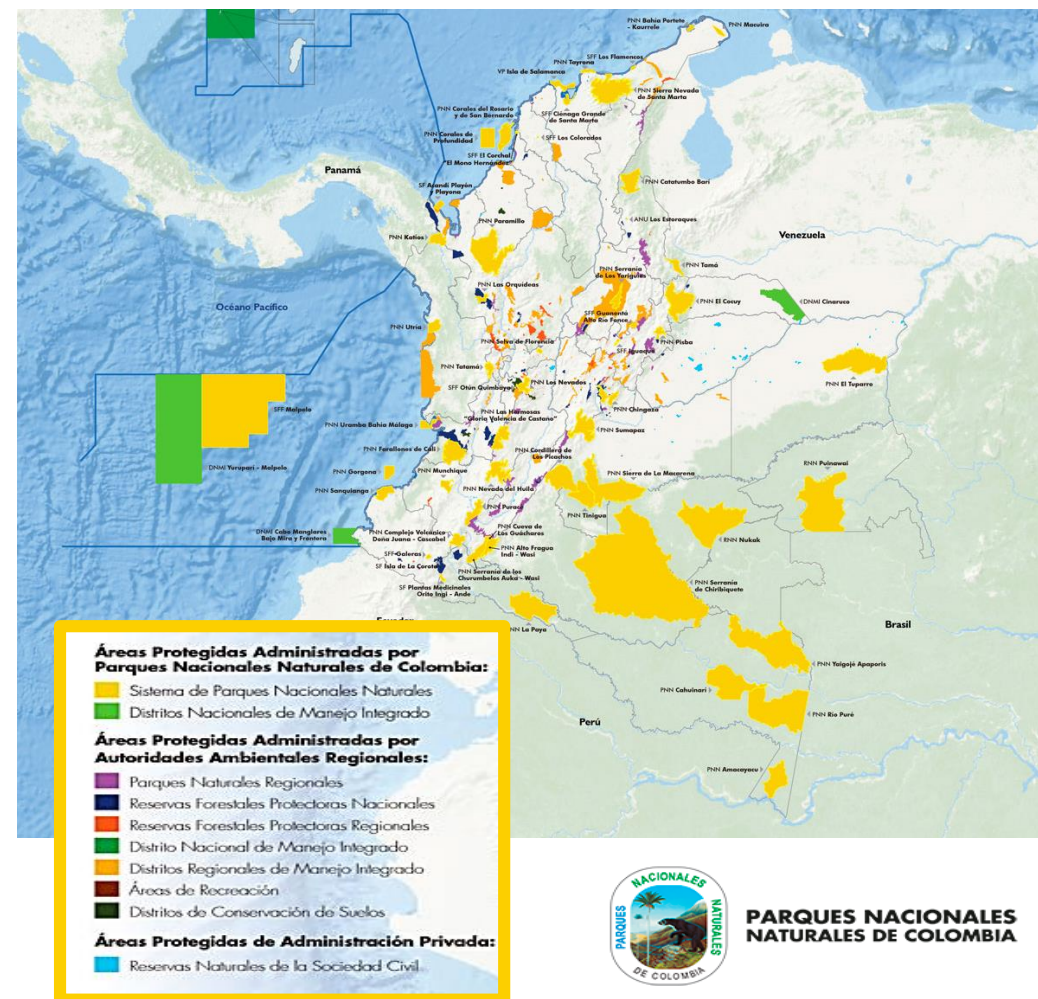 PNN Bahía Portete
- Kaurrele
PNN Macuira
SFF Los Flamencos
PNN Tayrona
VP Isla de Salamanca
PNN Sierra Nevada
de Santa Marta
PNN Corales del Rosario
y de San Bernardo
SFF Ciénaga Grande
de Santa Marta
PNN Corales de
Profundidad
SFF Los Colorados
SFF El Corchal
"El Mono Hernández"
Panamá
SF Acandí Playón
y Playona
PNN Catatumbo Barí
PNN Paramillo
ANU Los Estoraques
PNN Katíos
Venezuela
PNN Tamá
PNN Serranía
de Los Yariguíes
PNN Las Orquídeas
PNN El Cocuy
DNMI Cinaruco
Océano Pacífico
SFF Guanentá
Alto Río Fonce
PNN Utría
PNN Selva de Florencia
PNN Pisba
SFF Iguaque
PNN Tatamá
PNN El Tuparro
SFF Otún Quimbaya
PNN Los Nevados
SFF Malpelo
PNN Chingaza
PNN Las Hermosas
"Gloria Valencia de Castaño"
PNN Uramba Bahía Málaga
PNN Sumapaz
PNN Farallones de Cali
PNN Cordillera de
Los Picachos
DNMI Yurupari - Malpelo
RNN Puinawai
PNN Gorgona
PNN Munchique
PNN Sierra de La Macarena
PNN Sanquianga
PNN Nevado del Huila
PNN Puracé
PNN Tinigua
DNMI Cabo Manglares
Bajo Mira y Frontera
PNN Complejo Volcánico
Doña Juana - Cascabel
PNN Cueva de
Los Guácharos
RNN Nukak
SFF Galeras
PNN Alto Fragua
Indi - Wasi
SF Isla de La Corota
PNN Serranía de los
Churumbelos Auka - Wasi
PNN Serranía
de Chiribiquete
SF Plantas Medicinales
Orito Ingi - Ande
Ecuador
PNN La Paya
Brasil
PNN Yaigojé Apaporis
PNN Cahuinarí
PNN Río Puré
Perú
PNN Amacayacu
Áreas Protegidas Administradas por
Parques Nacionales Naturales de Colombia:
Sistema de Parques Nacionales Naturales
Distritos Nacionales de Manejo Integrado
Áreas Protegidas Administradas por
Autoridades Ambientales Regionales:
Parques Naturales Regionales
Reservas Forestales Protectoras Nacionales
Reservas Forestales Protectoras Regionales
Distrito Nacional de Manejo Integrado
Distritos Regionales de Manejo Integrado
Áreas de Recreación
Distritos de Conservación de Suelos
Áreas Protegidas de Administración Privada:
Reservas Naturales de la Sociedad Civil
PARQUES NACIONALES NATURALES
DE COLOMBIA
PARQUES NACIONALES
NATURALES DE COLOMBIA